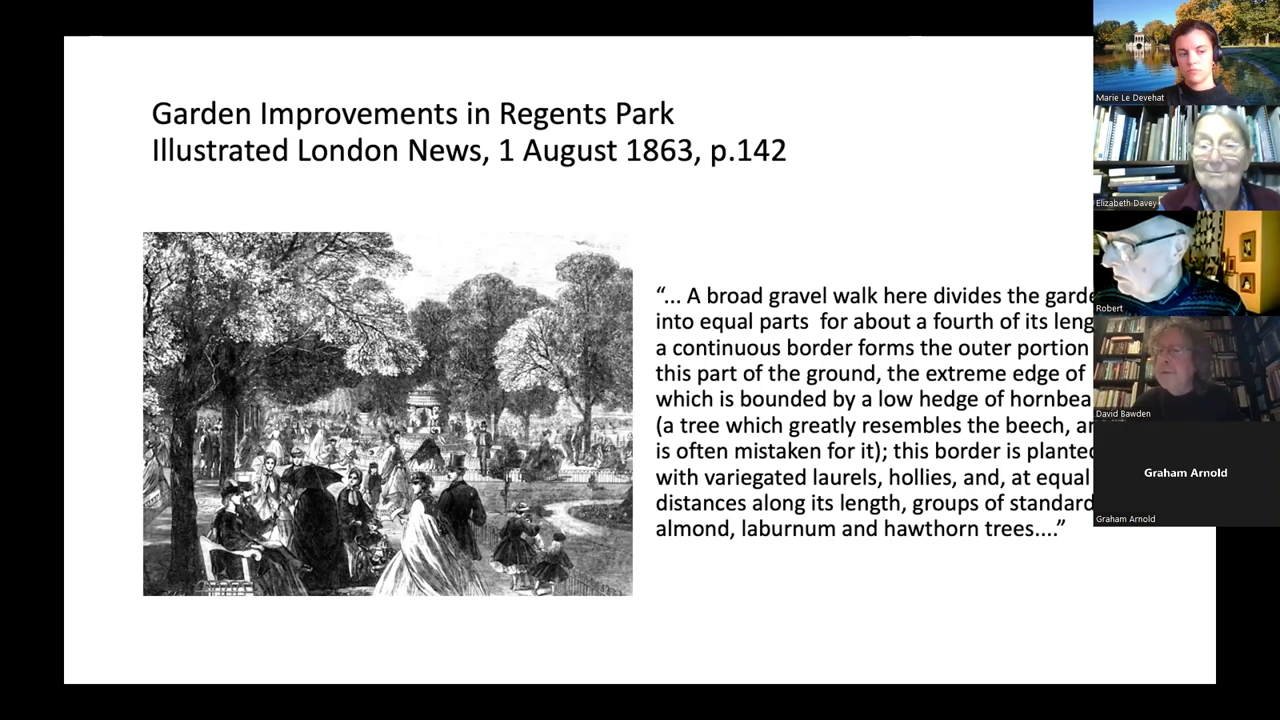 Garden Improvements in Regents Park
Illustrated London News, 1 August 1863, p.142
“... A broad gravel walk here divides the garde
into equal parts  for about a fourth of its leng
a continuous border forms the outer portion
this part of the ground, the extreme edge of
which is bounded by a low hedge of hornbea
(a tree which greatly resembles the beech, an
is often mistaken for it); this border is planted
with variegated laurels, hollies, and, at equal
distances along its length, groups of standard
almond, laburnum and hawthorn trees....”
Marie Le Devehat
Elizabeth Davey
Robert
David Bawden
Graham Arnold
Graham Arnold